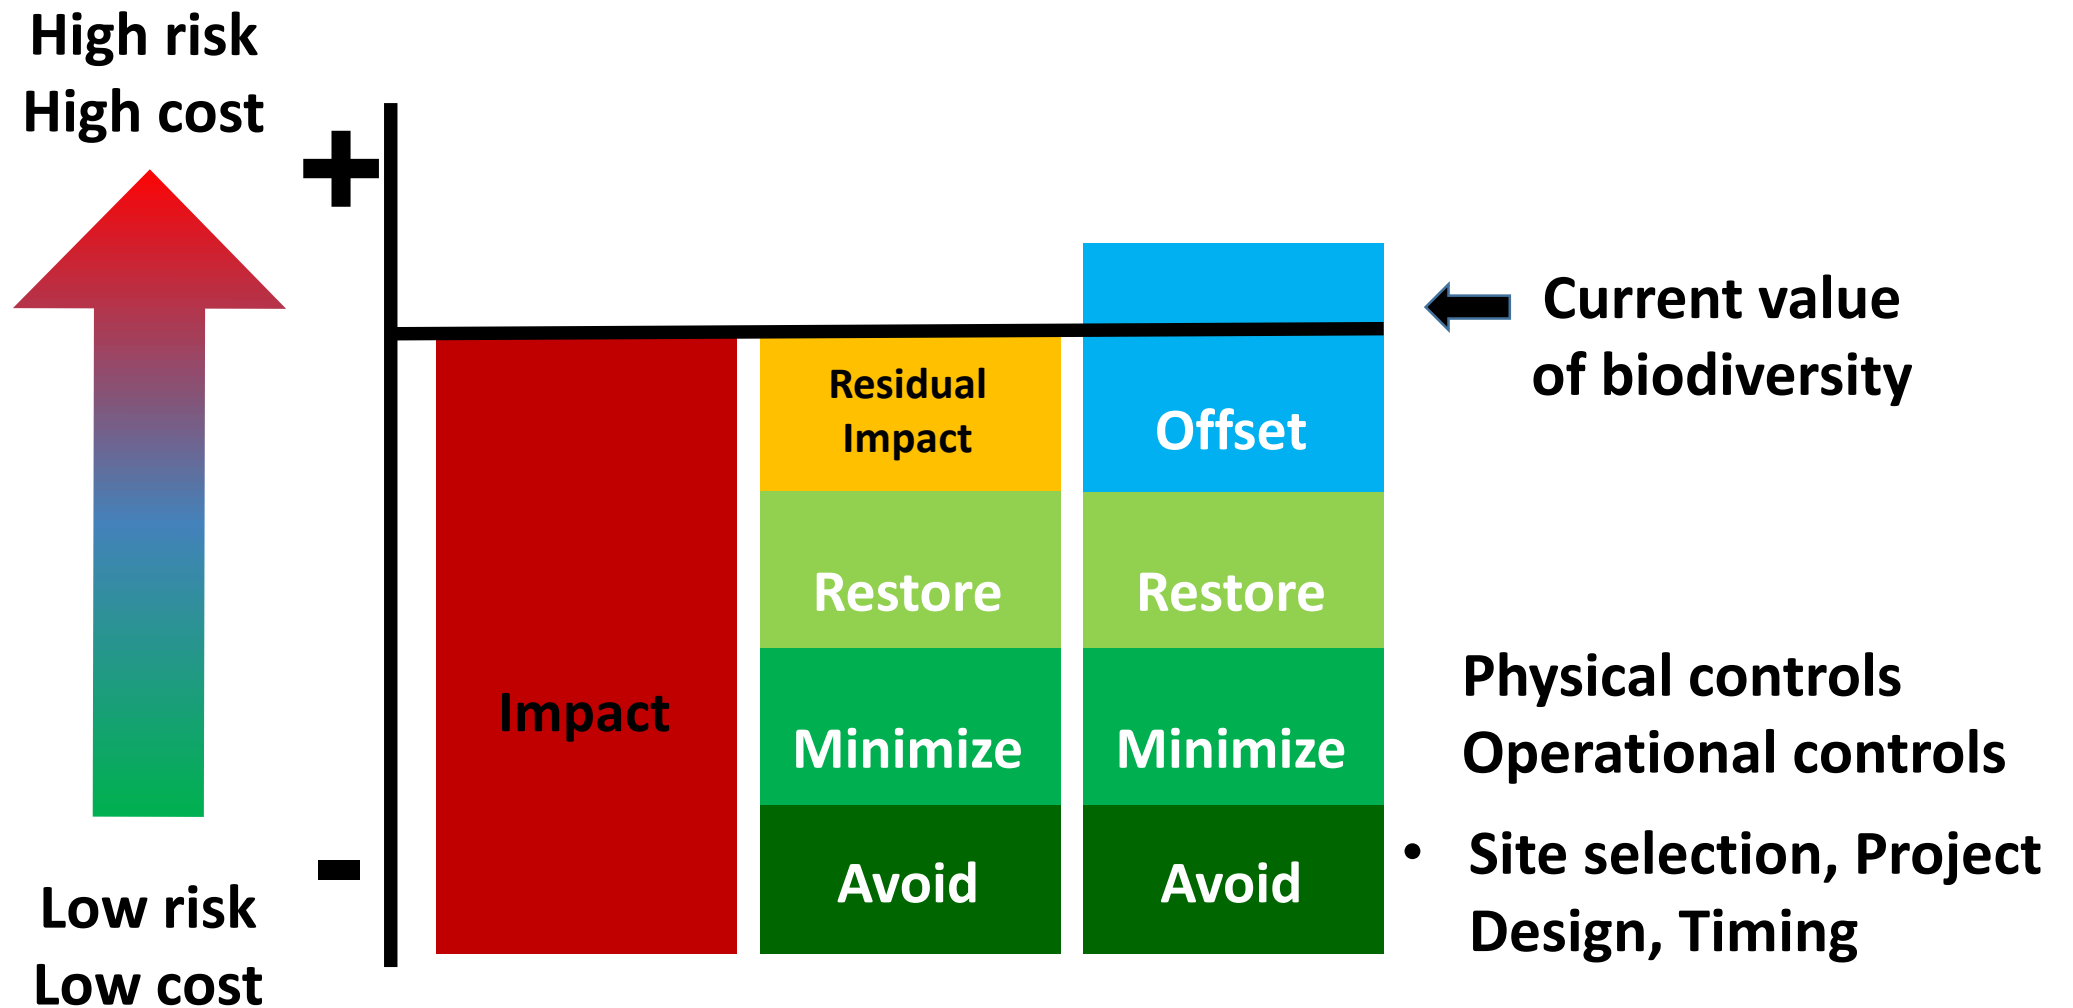 High risk
High cost
+
Current value
of biodiversity
Residual
Impact
Offset
Restore
Restore
Physical controls
Impact
Minimize
Minimize
Operational controls
-
Avoid
Avoid
• Site selection, Project
Design, Timing
Low risk
Low cost